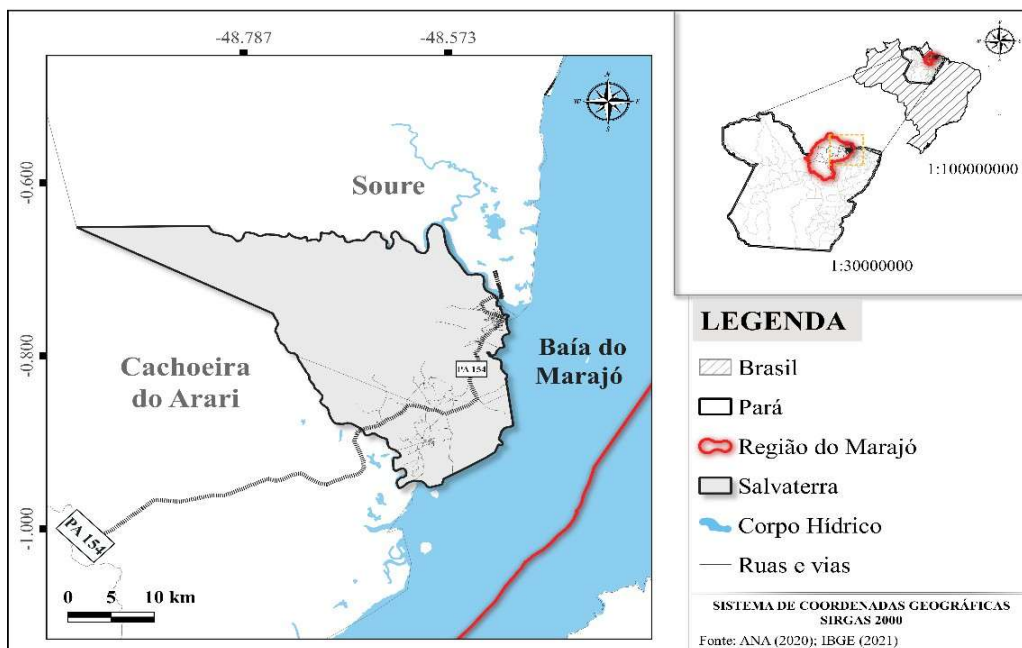 -48.787
-48.573
N
W
E
S
-0.600
-0.800
-1.000
Soure
Cachoeira
do Arari
Baía do
Marajó
PA 154
PA 154
0 5 10 km
1:100000000
1:30000000
LEGENDA
Brasil
Pará
Região do Marajó
Salvaterra
Corpo Hídrico
Ruas e vias
SISTEMA DE COORDENADAS GEOGRÁFICAS
SIRGAS 2000
Fonte: ANA (2020); IBGE (2021)